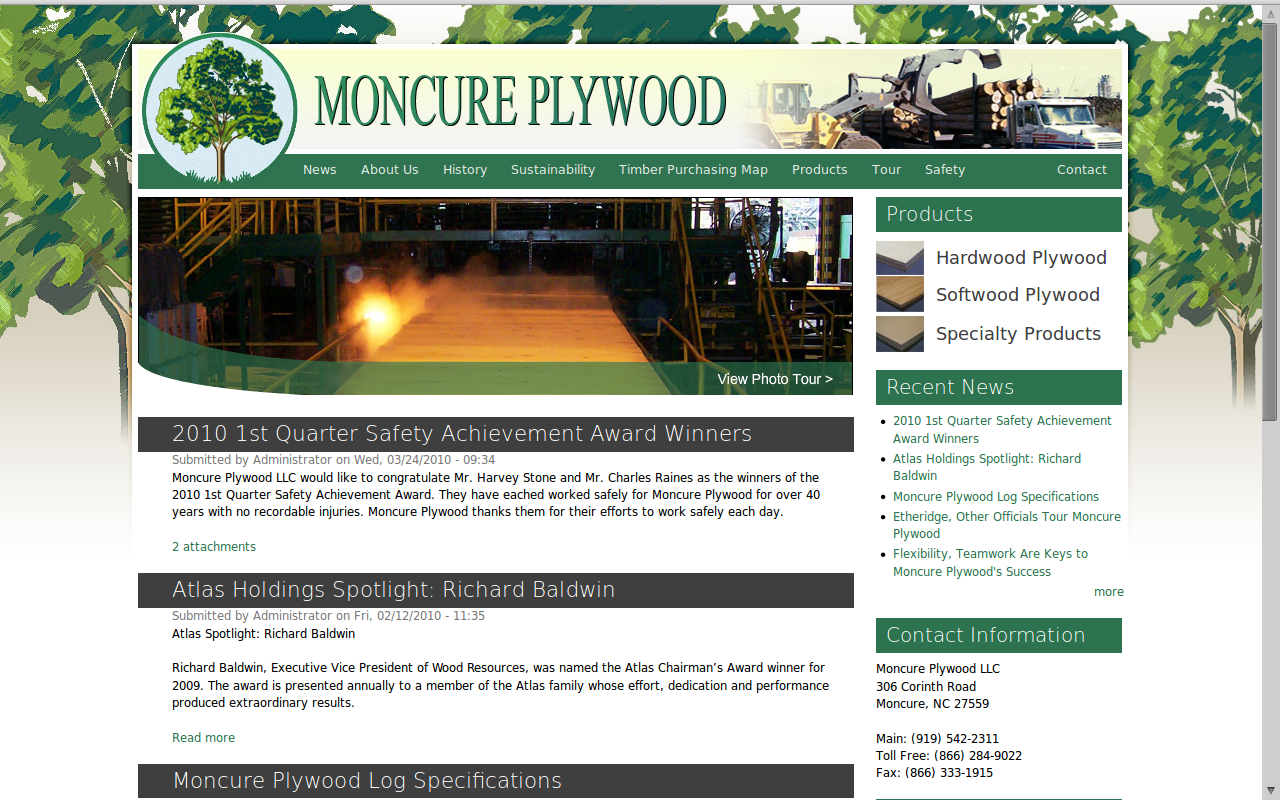 MONCURE PLYWOOD
News About Us History Sustainability Timber Purchasing Map Products Tour Safety Contact
View Photo Tour >
2010 1st Quarter Safety Achievement Award Winners
Submitted by Administrator on Wed, 03/24/2010 - 09:34
Moncure Plywood LLC would like to congratulate Mr. Harvey Stone and Mr. Charles Raines as the winners of the
2010 1st Quarter Safety Achievement Award. They have eached worked safely for Moncure Plywood for over 40
years with no recordable injuries. Moncure Plywood thanks them for their efforts to work safely each day.
2 attachments
Atlas Holdings Spotlight: Richard Baldwin
Submitted by Administrator on Fri, 02/12/2010 - 11:35
Atlas Spotlight: Richard Baldwin
Richard Baldwin, Executive Vice President of Wood Resources, was named the Atlas Chairman’s Award winner for
2009. The award is presented annually to a member of the Atlas family whose effort, dedication and performance
produced extraordinary results.
Read more
Moncure Plywood Log Specifications
Products
Hardwood Plywood
Softwood Plywood
Specialty Products
Recent News
2010 1st Quarter Safety Achievement
Award Winners
Atlas Holdings Spotlight: Richard
Baldwin
Moncure Plywood Log Specifications
Etheridge, Other Officials Tour Moncure
Plywood
Flexibility, Teamwork Are Keys to
Moncure Plywood's Success
more
Contact Information
Moncure Plywood LLC
306 Corinth Road
Moncure, NC 27559
Main: (919) 542-2311
Toll Free: (866) 284-9022
Fax: (866) 333-1915